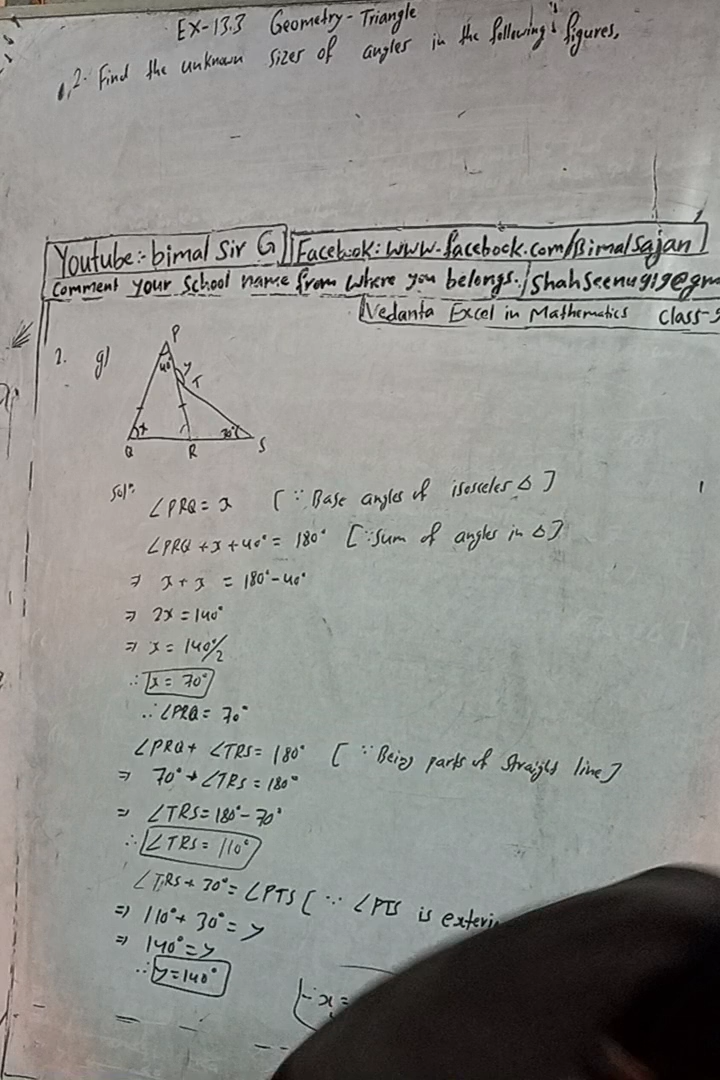 EX-13.3 Geometry-Triangle
2. Find the unknown sizes of angles in the following figures,
Youtube:- bimal Sir G Facebook: www.facebook.com/Bimalsajan
Comment your School name from where you belongs. / shahseenu919@gm
Vedanta Excel in Mathematics class-9
2. g)
P
40°
y
T
x
30°
Q R S
Solⁿ
∠PRQ = x [∵ Base angles of isosceles Δ]
∠PRQ + x + 40° = 180° [∵ Sum of angles in Δ]
⇒ x + x = 180° - 40°
⇒ 2x = 140°
⇒ x = 140°/2
∴ x = 70°
∴ ∠PRQ = 70°
∠PRQ + ∠TRS = 180° [∵ Being parts of straight line]
⇒ 70° + ∠TRS = 180°
⇒ ∠TRS = 180° - 70°
∴ ∠TRS = 110°
∠TRS + 30° = ∠PTS [∵ ∠PTS is exteri
⇒ 110° + 30° = y
⇒ 140° = y
∴ y = 140°
∴ x =